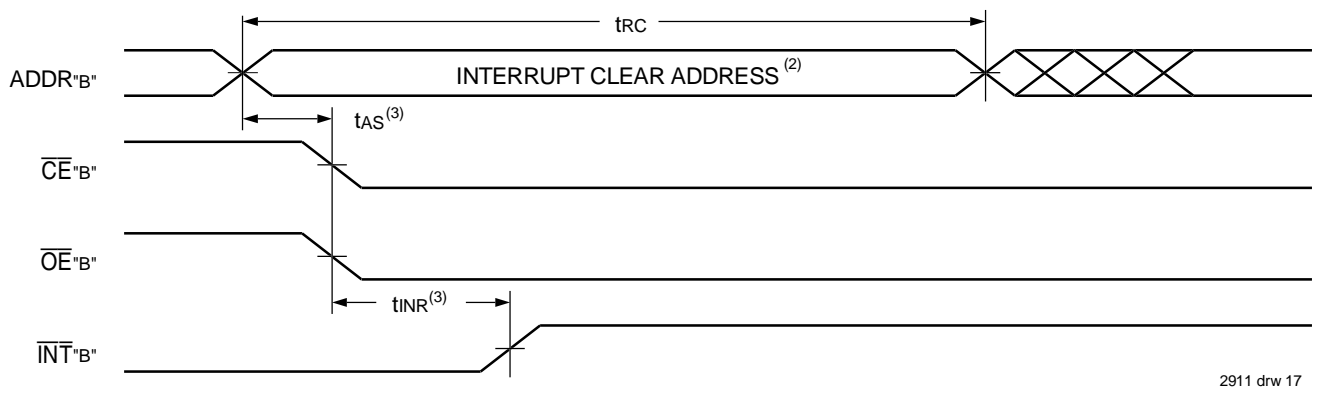 tRC
ADDR"B"
INTERRUPT CLEAR ADDRESS (2)
tAS(3)
CE"B"
OE"B"
tINR(3)
INT"B"
2911 drw 17